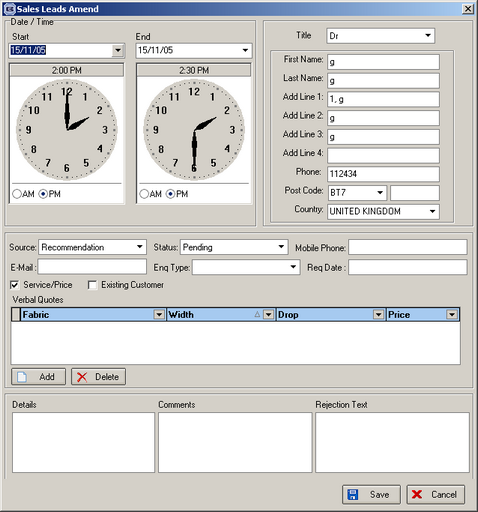 Sales Leads Amend
Date / Time
Start
End
15/11/05
15/11/05
2:00 PM
2:30 PM
12 1 2 3 4 5 6 7 8 9 10 11
12 1 2 3 4 5 6 7 8 9 10 11
AM PM
AM PM
Title Dr
First Name: g
Last Name: g
Add Line 1: 1, g
Add Line 2: g
Add Line 3: g
Add Line 4:
Phone: 112434
Post Code: BT7
Country: UNITED KINGDOM
Source: Recommendation Status: Pending Mobile Phone:
E-Mail : Enq Type: Req Date :
Service/Price Existing Customer
Verbal Quotes
Fabric Width Drop Price
Add Delete
Details Comments Rejection Text
Save Cancel